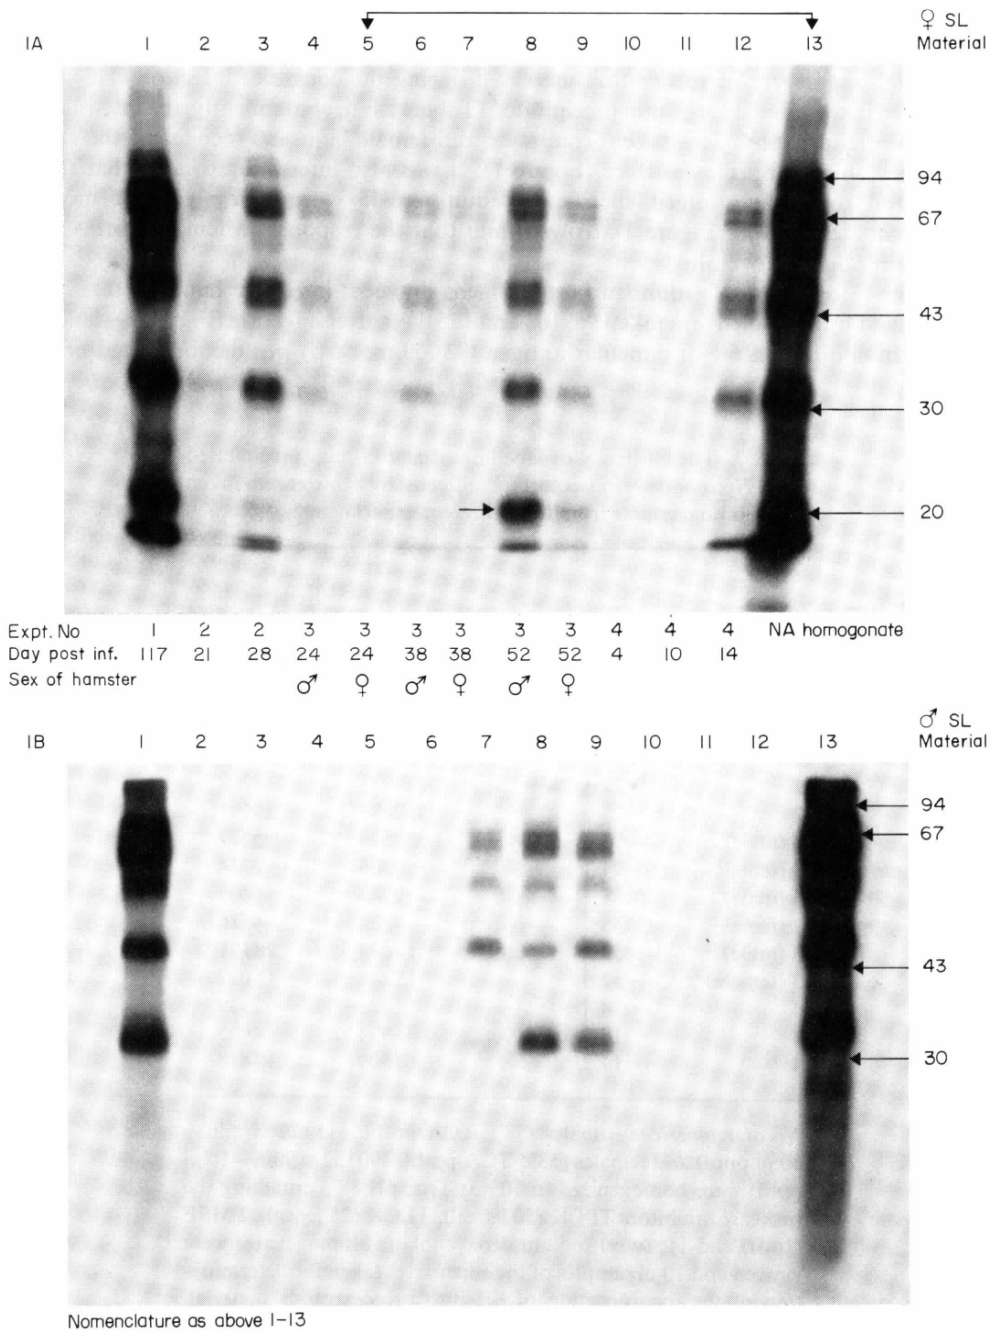 ♀ SL
IA 1 2 3 4 5 6 7 8 9 10 11 12 13 Material
94
67
43
30
20
Expt. No 1 2 2 3 3 3 3 3 3 4 4 4 NA homogonate
Day post inf. 117 21 28 24 24 38 38 52 52 4 10 14
Sex of hamster ♂ ♀ ♂ ♀ ♂ ♀
♂ SL
IB 1 2 3 4 5 6 7 8 9 10 11 12 13 Material
94
67
43
30
Nomenclature as above 1-13